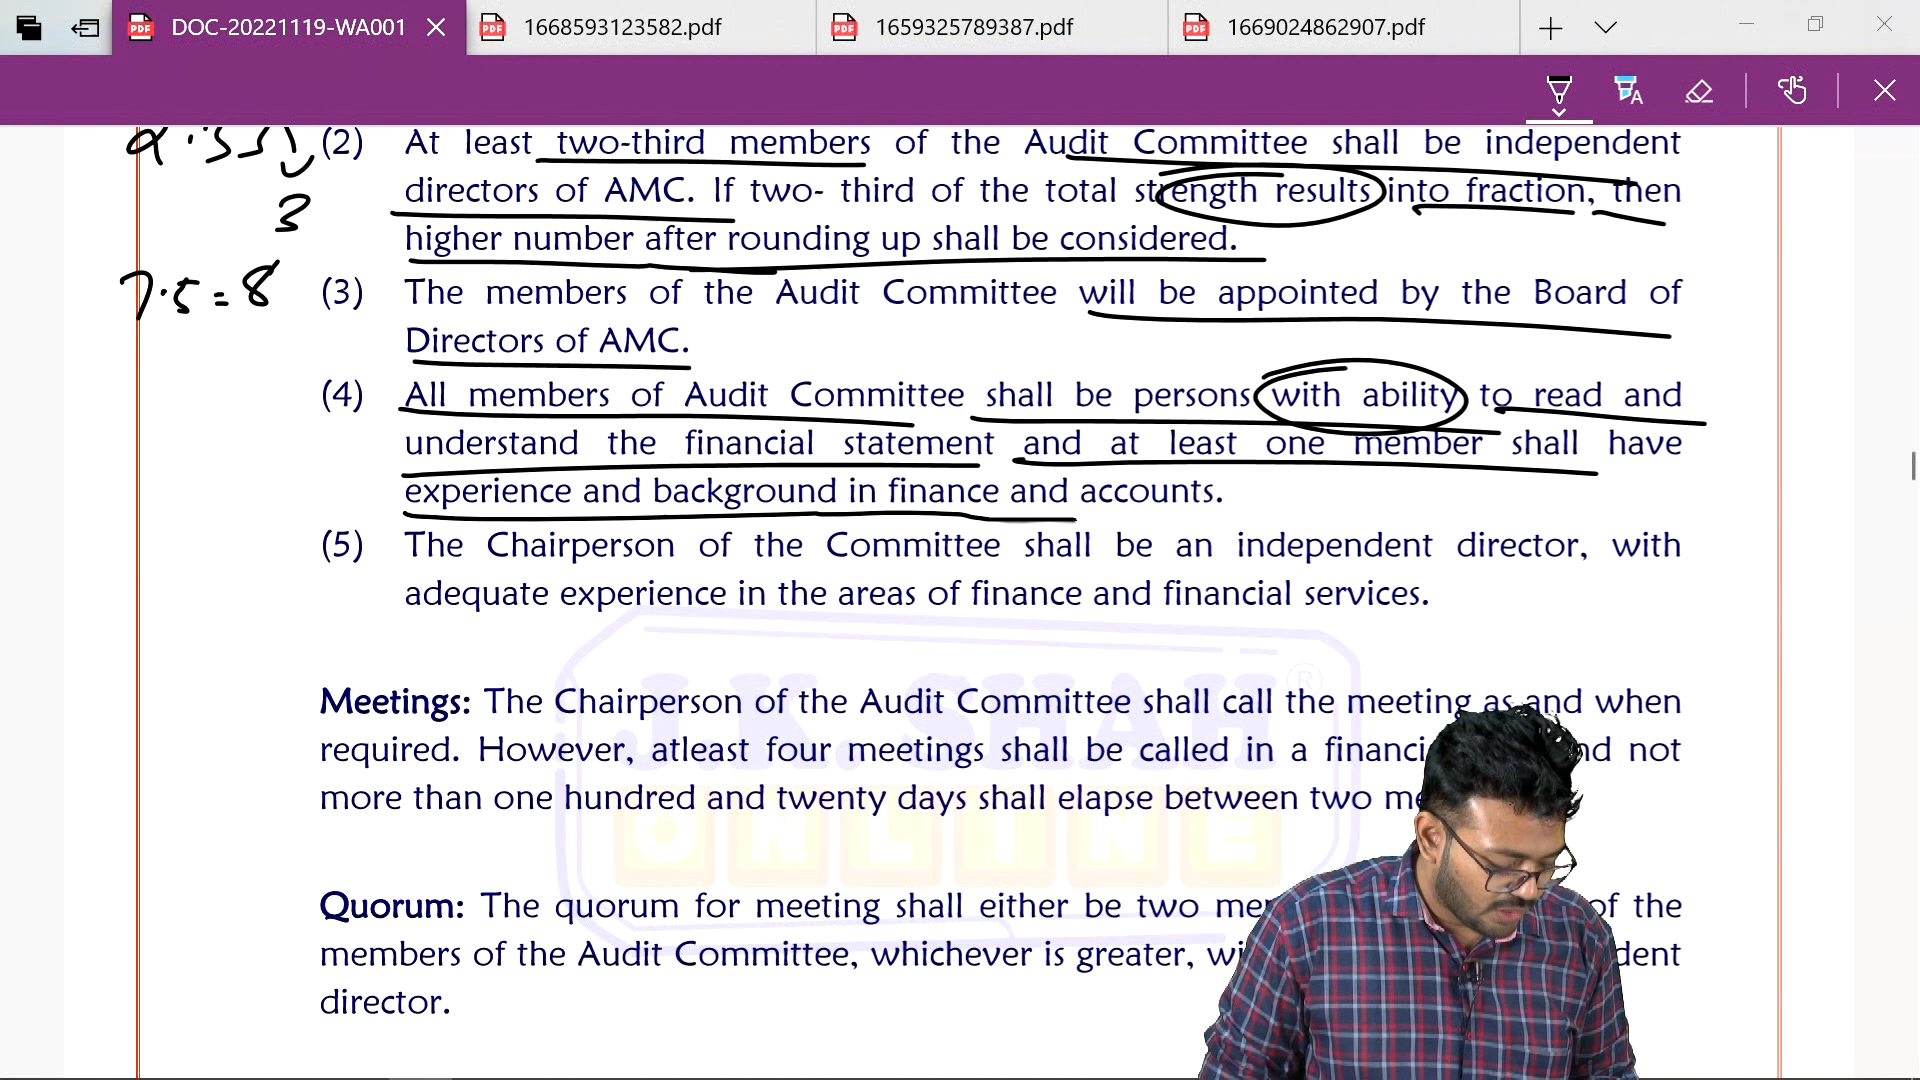 DOC-20221119-WA001
1668593123582.pdf
1659325789387.pdf
1669024862907.pdf
(2) At least two-third members of the Audit Committee shall be independent
directors of AMC. If two- third of the total strength results into fraction, then
3
higher number after rounding up shall be considered.
7.5 = 8
(3) The members of the Audit Committee will be appointed by the Board of
Directors of AMC.
(4) All members of Audit Committee shall be persons with ability to read and
understand the financial statement and at least one member shall have
experience and background in finance and accounts.
(5) The Chairperson of the Committee shall be an independent director, with
adequate experience in the areas of finance and financial services.
J.K. SHAH ®
ONLINE
Meetings: The Chairperson of the Audit Committee shall call the meeting as and when
required. However, atleast four meetings shall be called in a not
more than one hundred and twenty days shall elapse between two
Quorum: The quorum for meeting shall either be two of the
members of the Audit Committee, whichever is greater,
director.